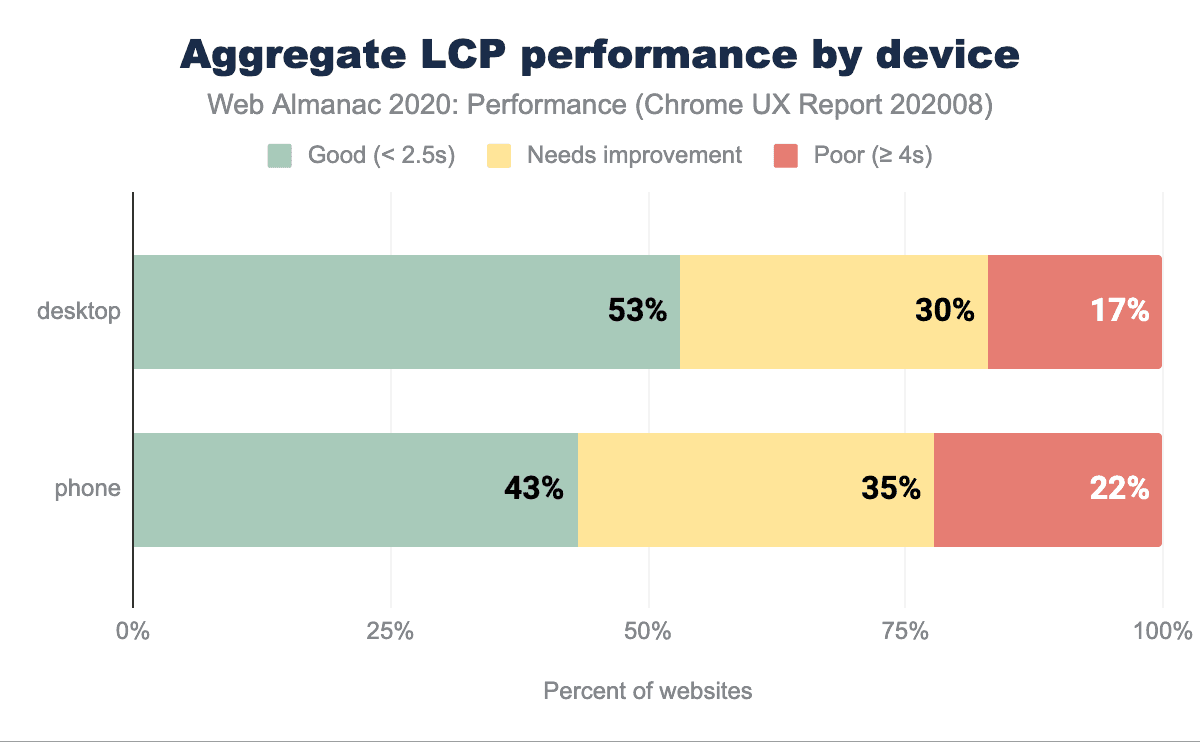 Aggregate LCP performance by device
Web Almanac 2020: Performance (Chrome UX Report 202008)
Good (< 2.5s) Needs improvement Poor (≥ 4s)
desktop 53% 30% 17%
phone 43% 35% 22%
0% 25% 50% 75% 100%
Percent of websites